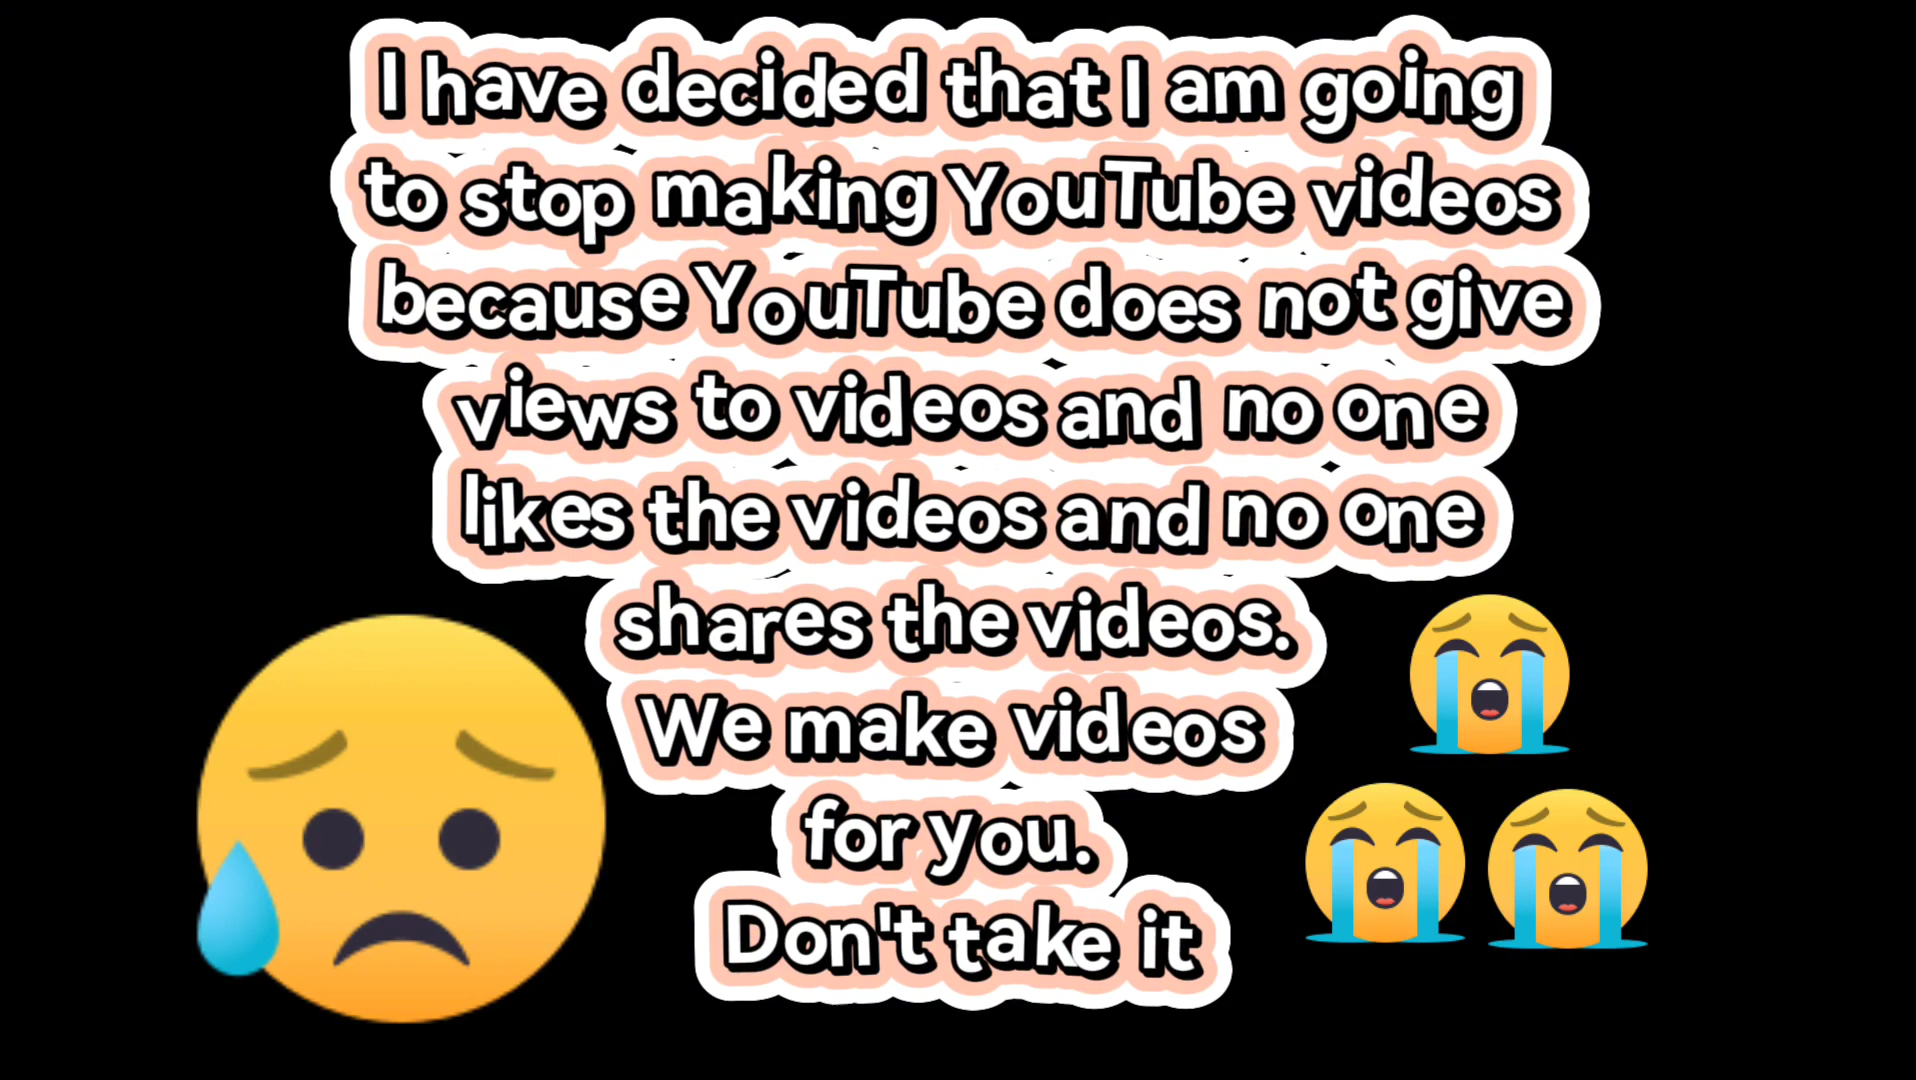 I have decided that I am going
to stop making YouTube videos
because YouTube does not give
views to videos and no one
likes the videos and no one
shares the videos.
We make videos
for you.
Don't take it